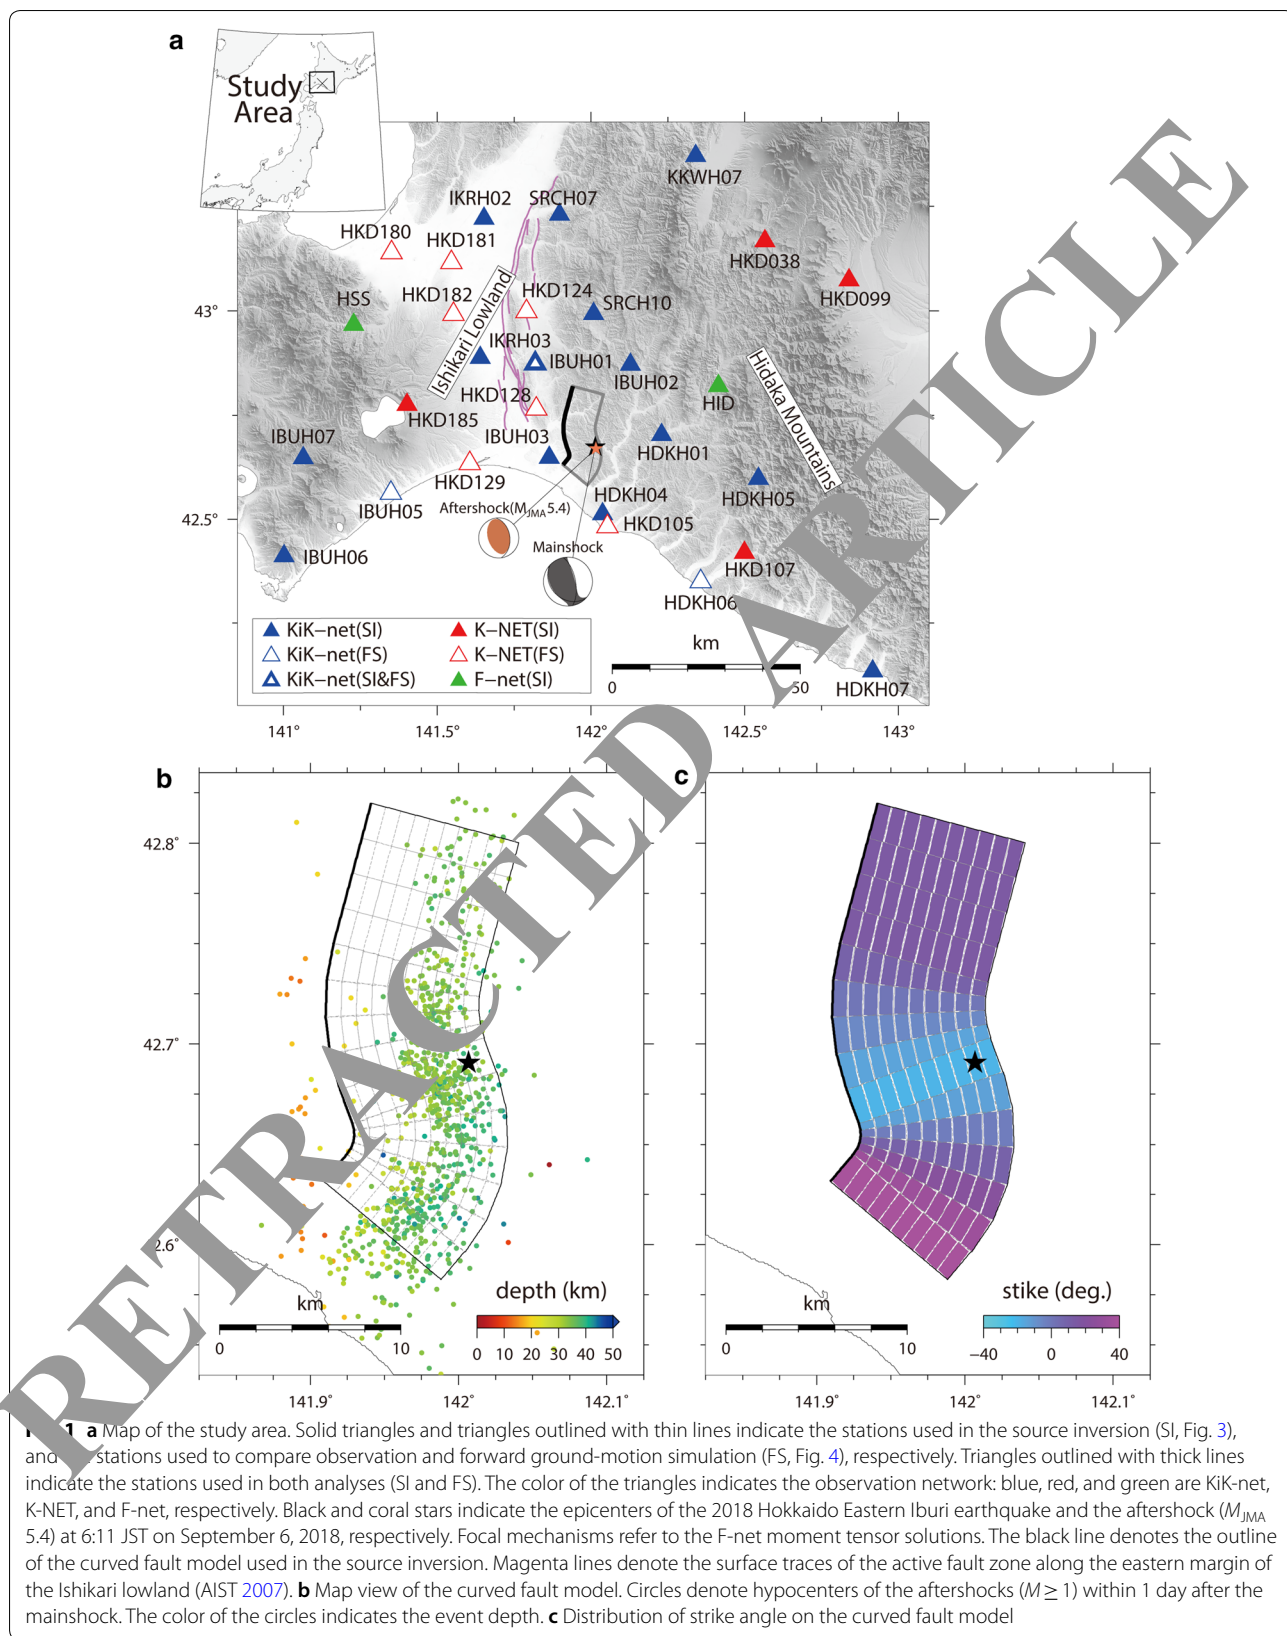 a
Study
Area
KKWH07
IKRH02
SRCH07
HKD180
HKD181
HKD038
HKD099
HSS
HKD182
HKD124
SRCH10
43°
Ishikari Lowland
IKRH03
IBUH01
IBUH02
Hidaka Mountains
HKD128
HID
HKD185
IBUH07
IBUH03
HDKH01
HKD129
HDKH04
HDKH05
IBUH05
Aftershock(MJMA5.4)
HKD105
42.5°
Mainshock
IBUH06
HKD107
HDKH06
KiK−net(SI)
K−NET(SI)
KiK−net(FS)
K−NET(FS)
KiK−net(SI&FS)
F−net(SI)
km
0
50
HDKH07
141°
141.5°
142°
142.5°
143°
b
c
42.8°
42.7°
2.6°
km
0
10
depth (km)
0 10 20 30 40 50
km
0
10
stike (deg.)
−40 0 40
141.9°
142°
142.1°
141.9°
142°
142.1°
RETRACTED ARTICLE
1 a Map of the study area. Solid triangles and triangles outlined with thin lines indicate the stations used in the source inversion (SI, Fig. 3),
and stations used to compare observation and forward ground-motion simulation (FS, Fig. 4), respectively. Triangles outlined with thick lines
indicate the stations used in both analyses (SI and FS). The color of the triangles indicates the observation network: blue, red, and green are KiK-net,
K-NET, and F-net, respectively. Black and coral stars indicate the epicenters of the 2018 Hokkaido Eastern Iburi earthquake and the aftershock (MJMA
5.4) at 6:11 JST on September 6, 2018, respectively. Focal mechanisms refer to the F-net moment tensor solutions. The black line denotes the outline
of the curved fault model used in the source inversion. Magenta lines denote the surface traces of the active fault zone along the eastern margin of
the Ishikari lowland (AIST 2007). b Map view of the curved fault model. Circles denote hypocenters of the aftershocks (M ≥ 1) within 1 day after the
mainshock. The color of the circles indicates the event depth. c Distribution of strike angle on the curved fault model